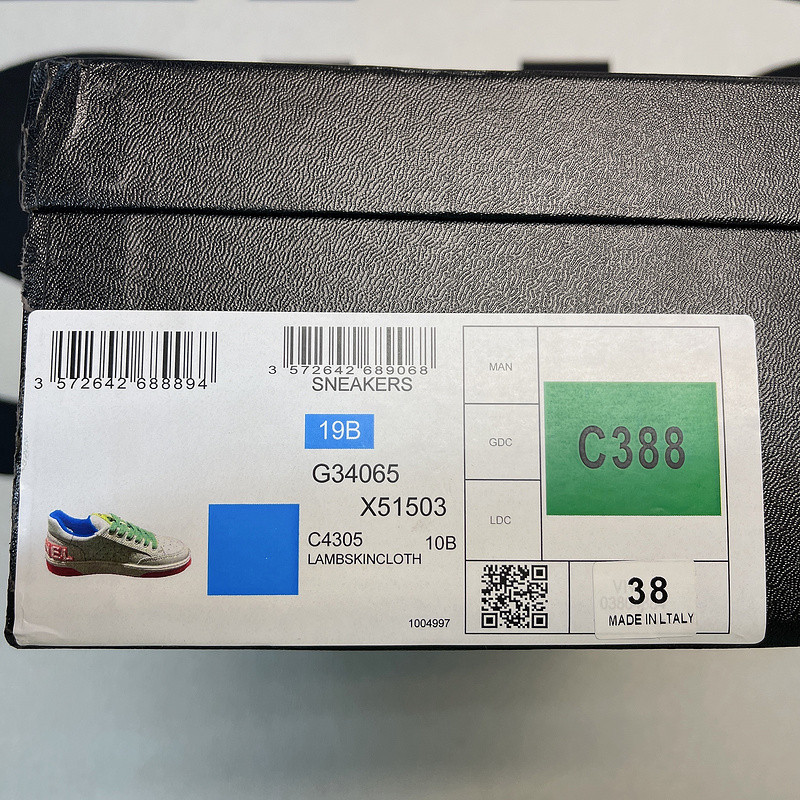 3 572642 688894
3 572642 689068
SNEAKERS
19B
G34065
X51503
C4305 10B
LAMBSKINCLOTH
1004997
MAN
GDC
LDC
C388
38
MADE IN LTALY
NEL